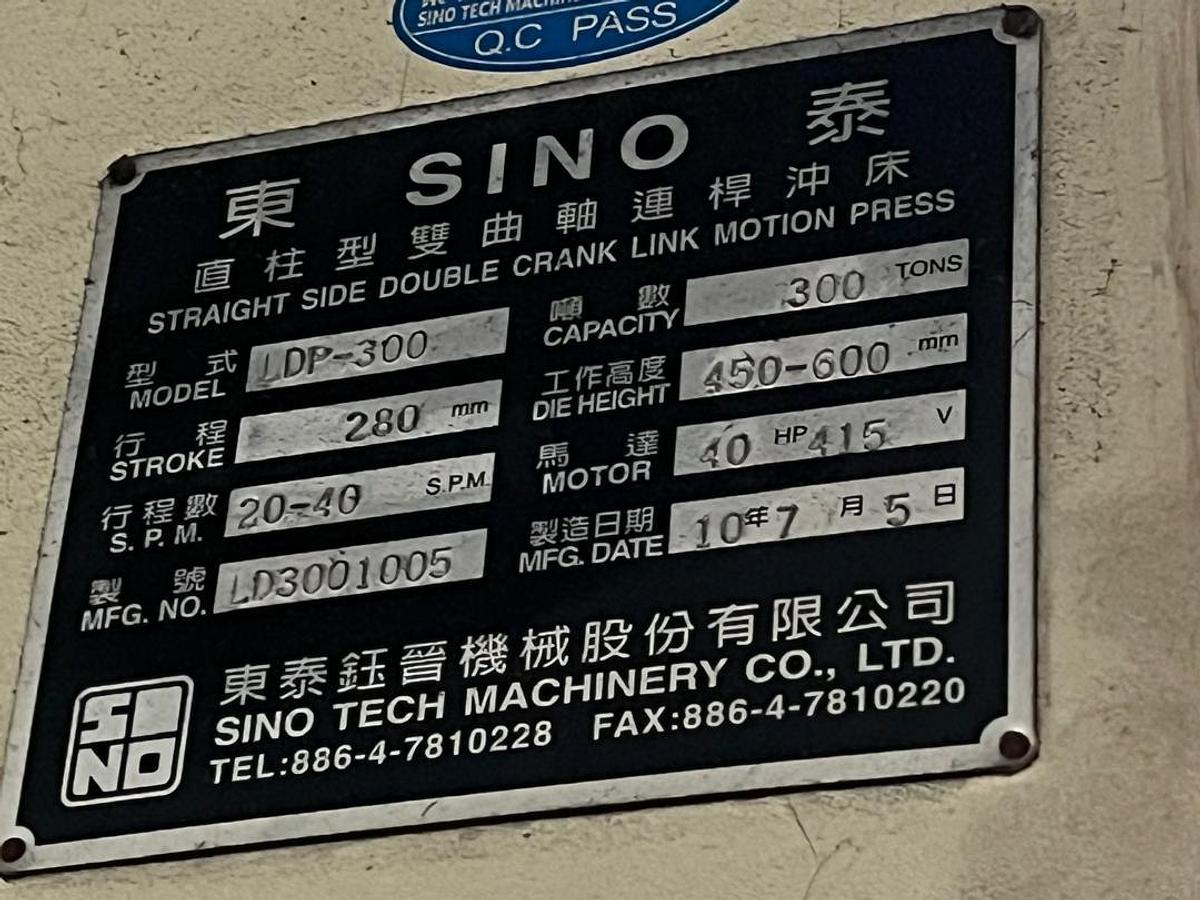 SINO TECH MACHIN
Q.C PASS
東 SINO 泰
直柱型雙曲軸連桿沖床
STRAIGHT SIDE DOUBLE CRANK LINK MOTION PRESS
型式 MODEL LDP-300
噸數 CAPACITY 300 TONS
行程 STROKE 280 mm
工作高度 DIE HEIGHT 450-600 mm
行程數 S.P.M. 20-40 S.P.M.
馬達 MOTOR 40 HP 415 V
製號 MFG. NO. LD3001005
製造日期 MFG. DATE 10年7月5日
東泰鈺晉機械股份有限公司
SINO TECH MACHINERY CO., LTD.
TEL:886-4-7810228 FAX:886-4-7810220
SINO